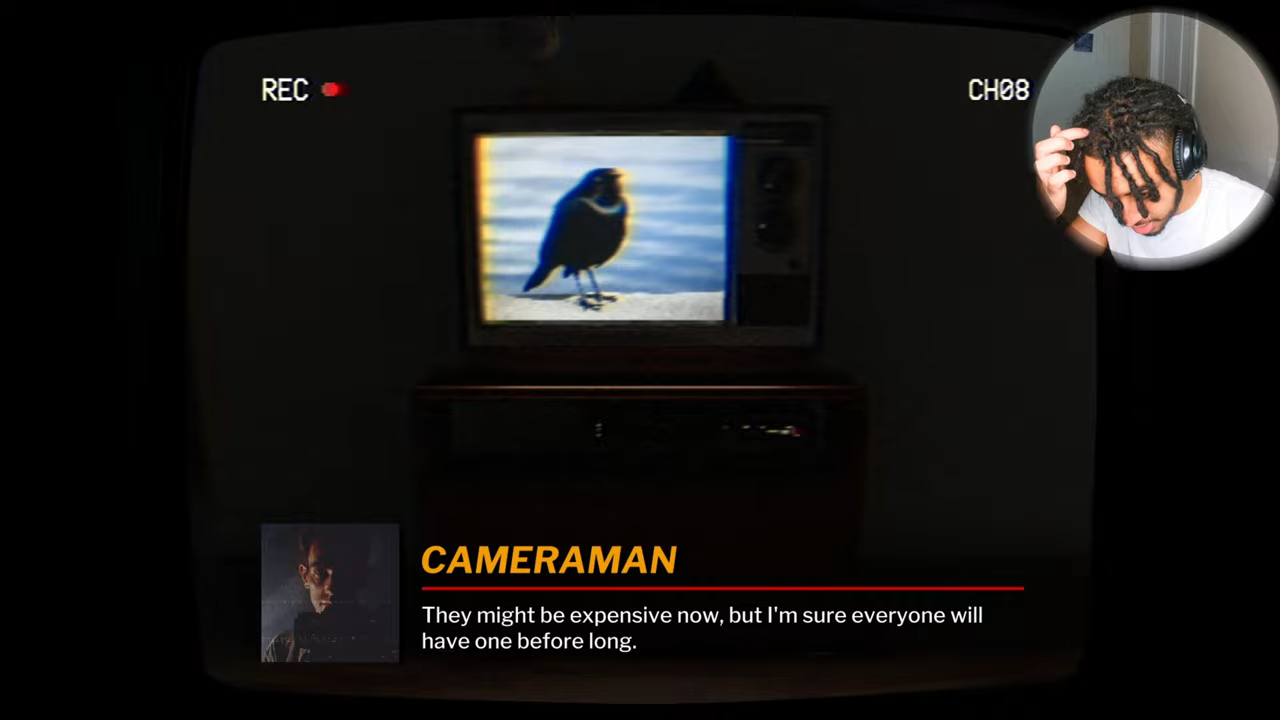 REC
CH08
CAMERAMAN
They might be expensive now, but I'm sure everyone will
have one before long.